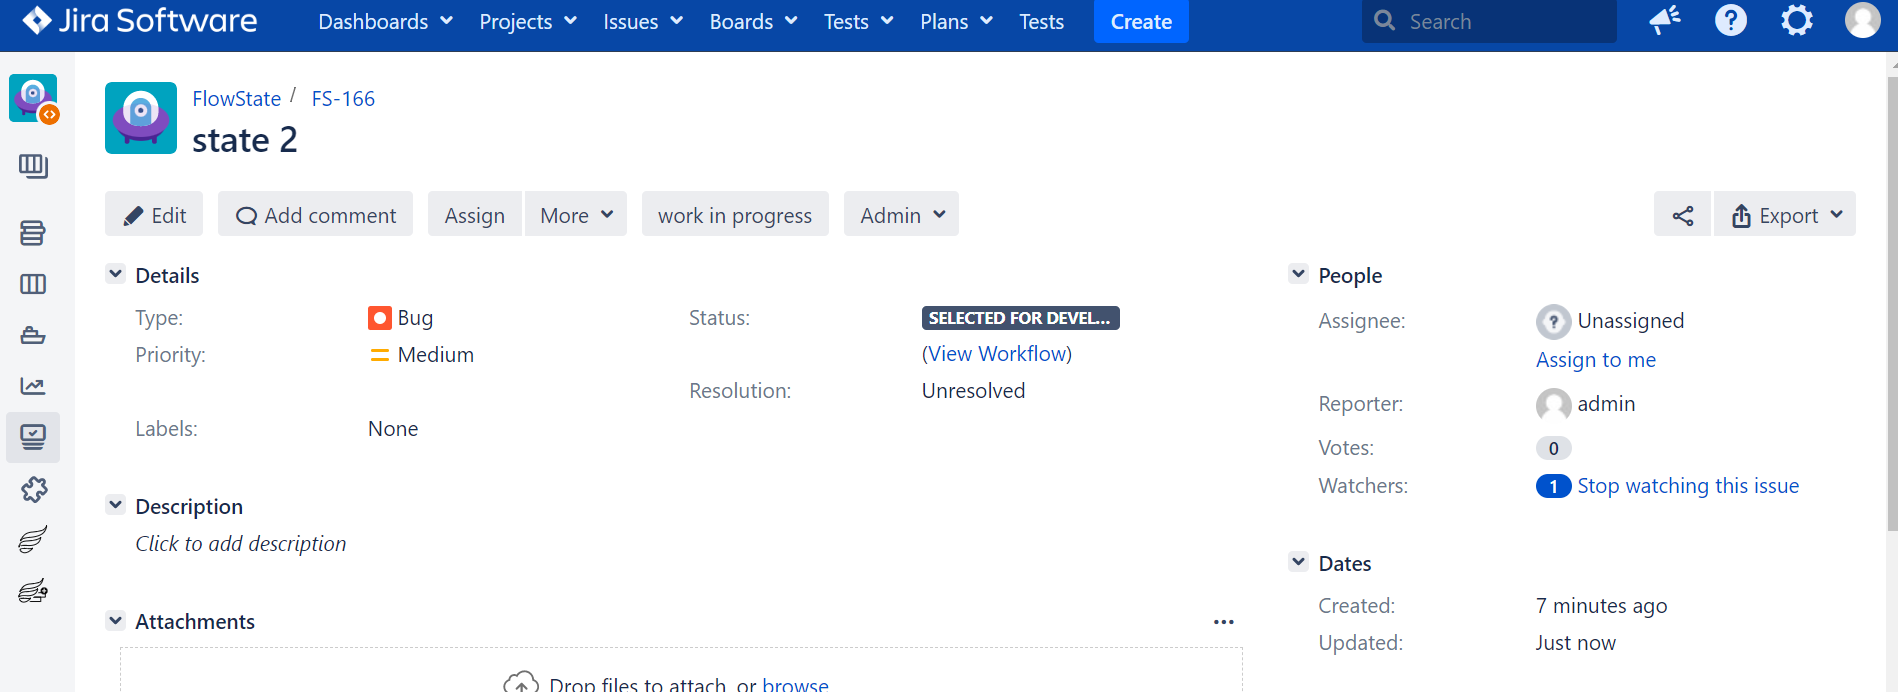 Jira Software Dashboards Projects Issues Boards Tests Plans Tests Create Search
FlowState / FS-166
state 2
Edit Add comment Assign More work in progress Admin Export
Details
Type: Bug Status: SELECTED FOR DEVEL...
Priority: Medium (View Workflow)
Resolution: Unresolved
Labels: None
Description
Click to add description
Attachments
Drop files to attach, or browse
People
Assignee: Unassigned
Assign to me
Reporter: admin
Votes: 0
Watchers: 1 Stop watching this issue
Dates
Created: 7 minutes ago
Updated: Just now